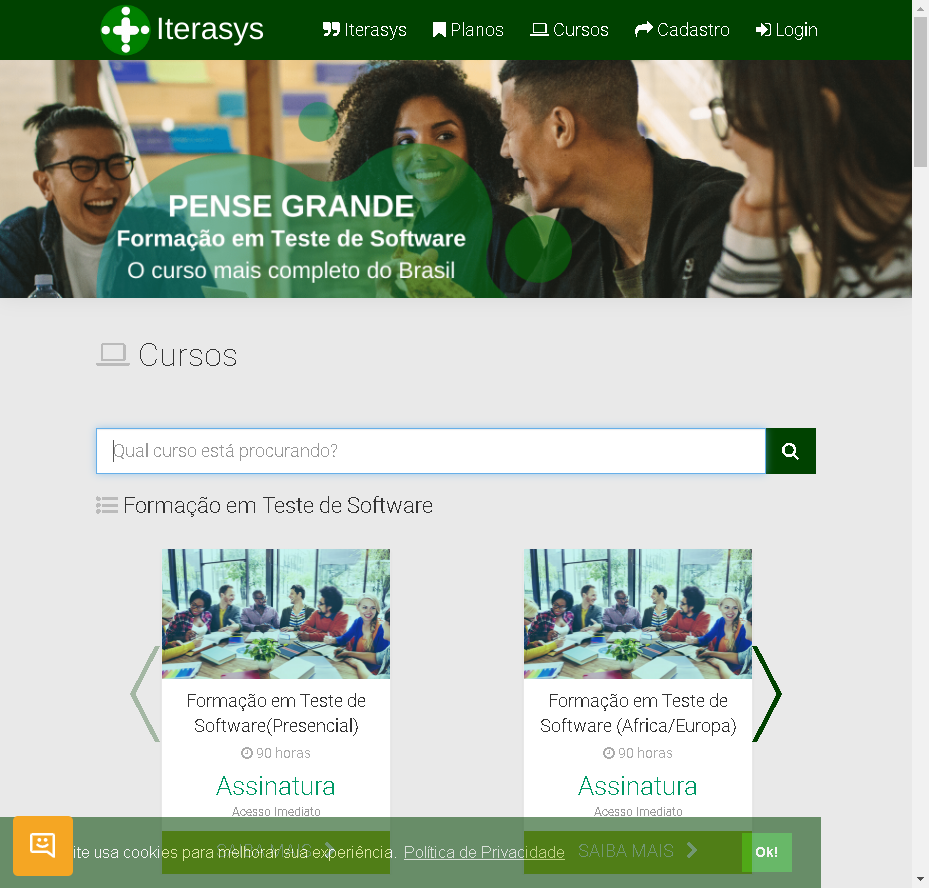 Iterasys
Iterasys Planos Cursos Cadastro Login
PENSE GRANDE
Formação em Teste de Software
O curso mais completo do Brasil
Cursos
Qual curso está procurando?
Formação em Teste de Software
Formação em Teste de
Software(Presencial)
90 horas
Assinatura
Acesso Imediato
SAIBA MAIS
Formação em Teste de
Software (Africa/Europa)
90 horas
Assinatura
Acesso Imediato
SAIBA MAIS
ite usa cookies para melhorar sua experiência. Política de Privacidade
Ok!